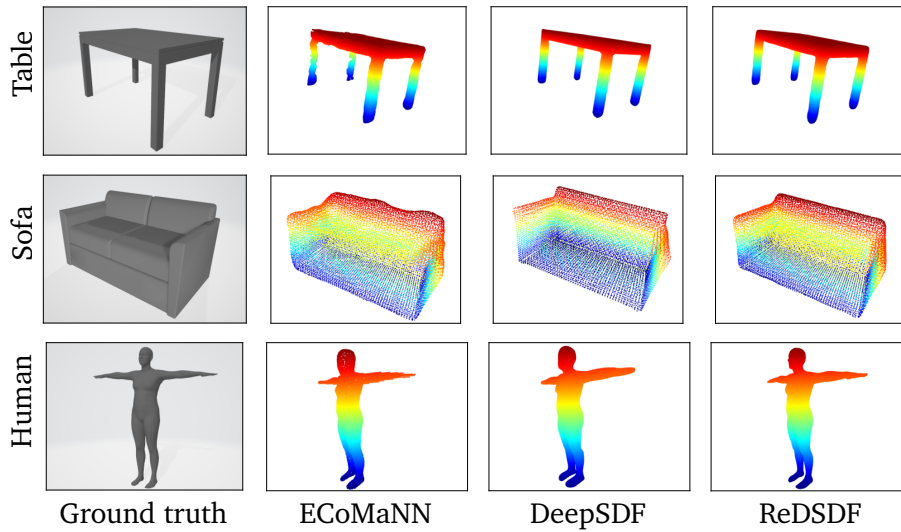 Table
Sofa
Human
Ground truth
ECoMaNN
DeepSDF
ReDSDF